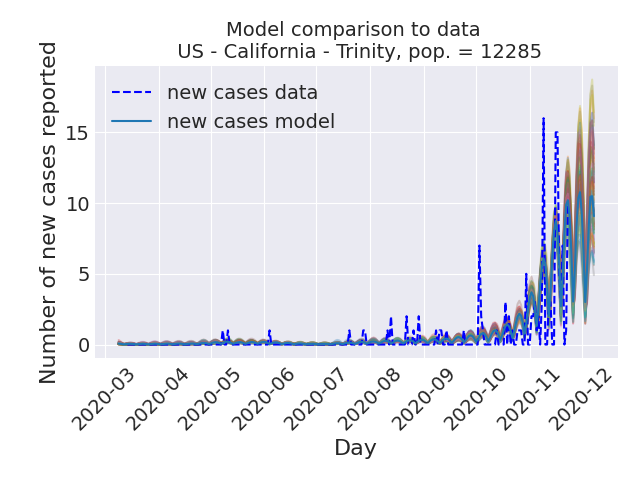 Model comparison to data
US - California - Trinity, pop. = 12285
new cases data
new cases model
Number of new cases reported
15
10
5
0
2020-03
2020-04
2020-05
2020-06
2020-07
2020-08
2020-09
2020-10
2020-11
2020-12
Day